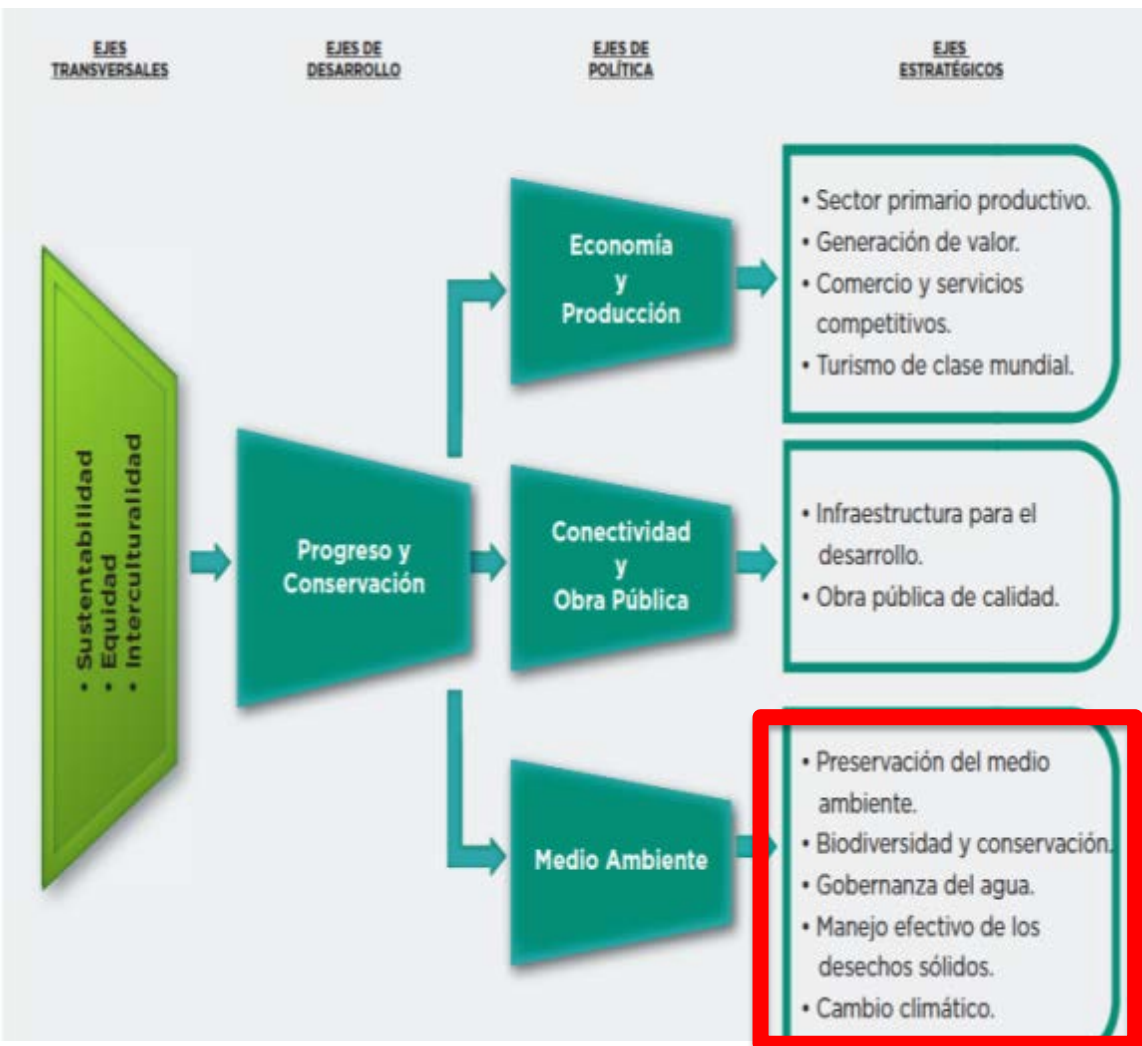 EJES
TRANSVERSALES
EJES DE
DESARROLLO
EJES DE
POLÍTICA
EJES
ESTRATÉGICOS
• Sustentabilidad
• Equidad
• Interculturalidad
Progreso y
Conservación
Economía
y
Producción
• Sector primario productivo.
• Generación de valor.
• Comercio y servicios
competitivos.
• Turismo de clase mundial.
Conectividad
y
Obra Pública
• Infraestructura para el
desarrollo.
• Obra pública de calidad.
Medio Ambiente
• Preservación del medio
ambiente.
• Biodiversidad y conservación.
• Gobernanza del agua.
• Manejo efectivo de los
desechos sólidos.
• Cambio climático.